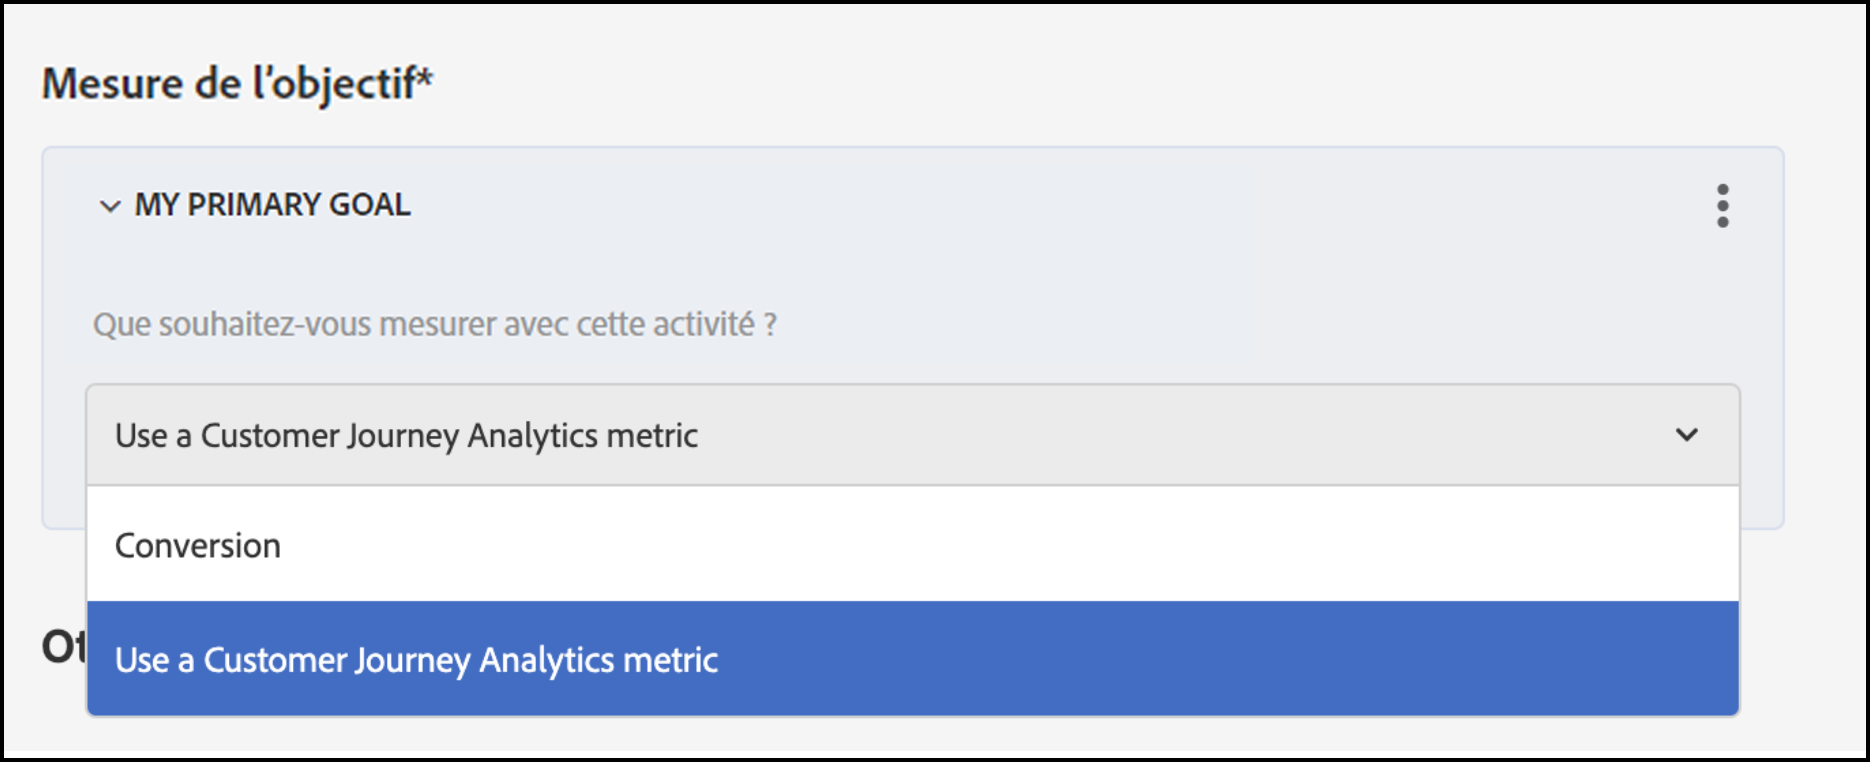 Mesure de l'objectif*
MY PRIMARY GOAL
Que souhaitez-vous mesurer avec cette activité ?
Use a Customer Journey Analytics metric
Conversion
Use a Customer Journey Analytics metric